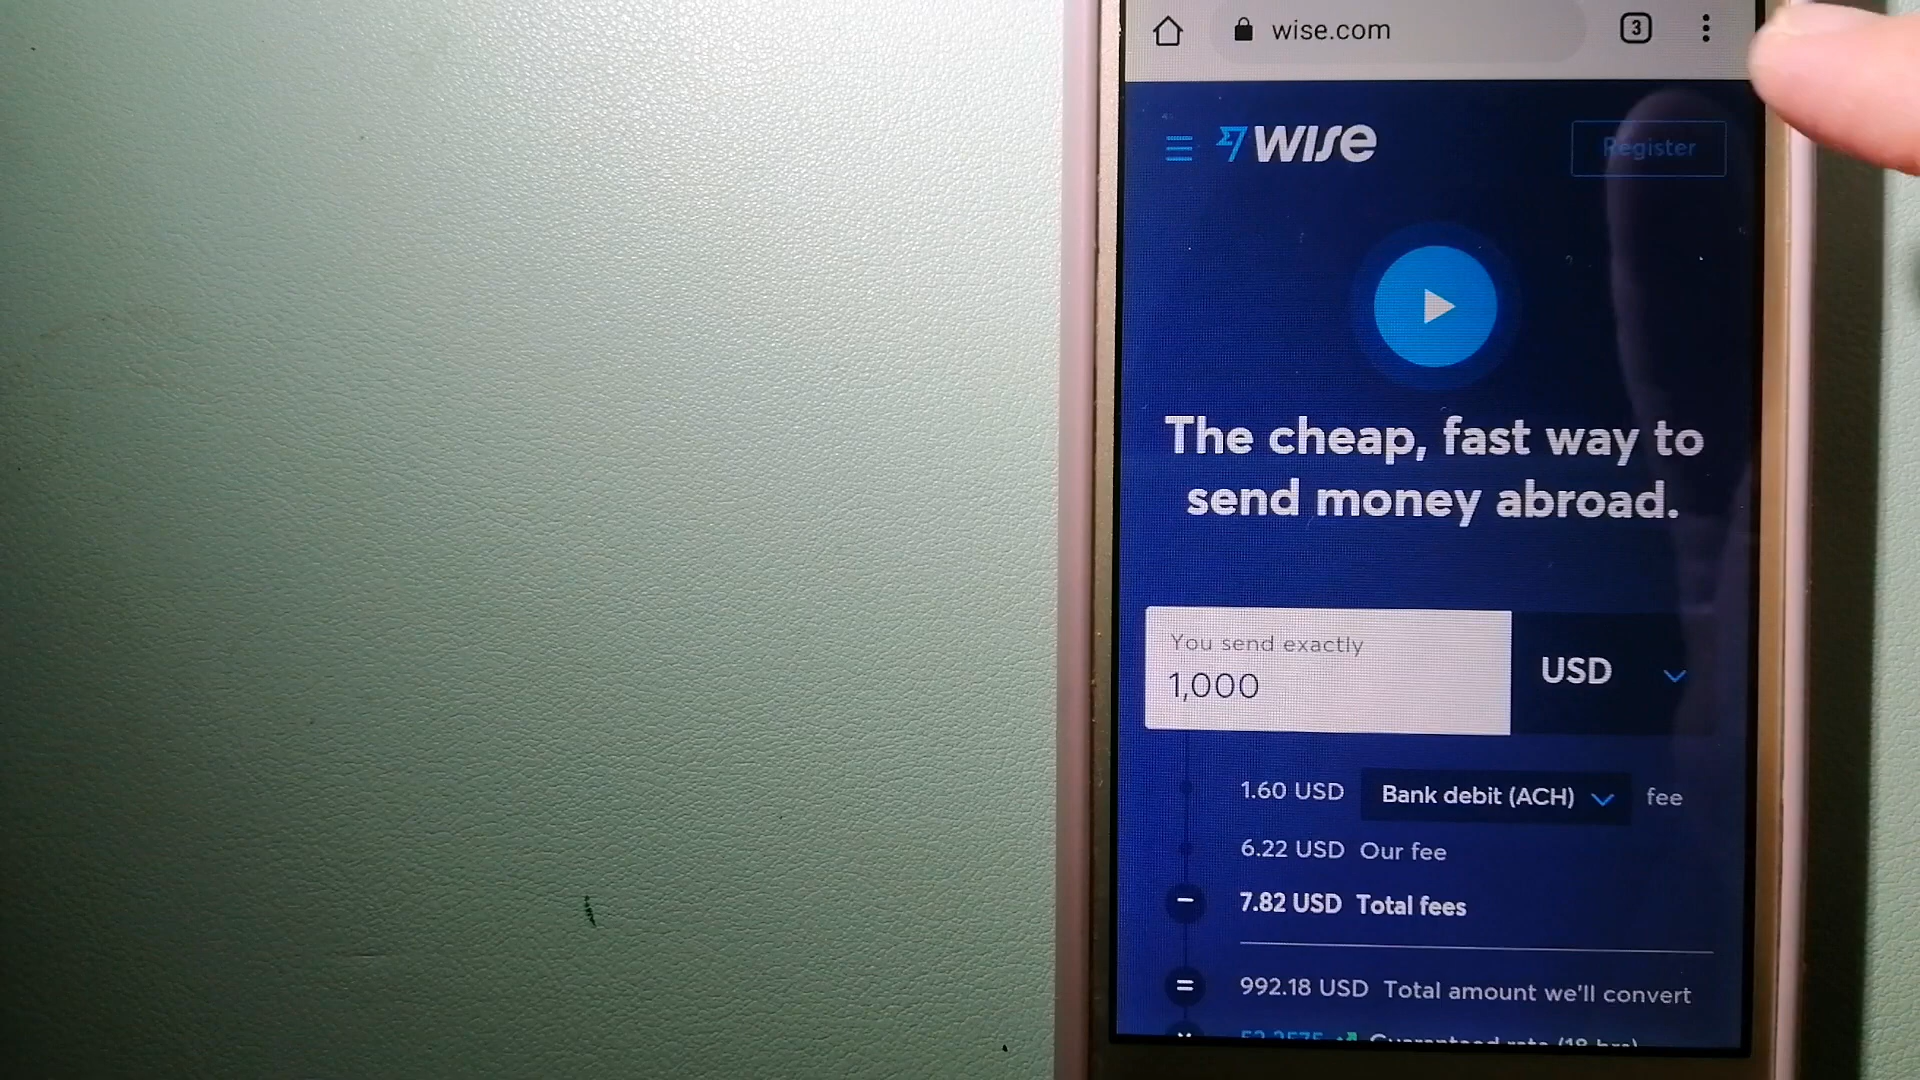 wise.com
3
wise
Register
The cheap, fast way to
send money abroad.
You send exactly
1,000
USD
1.60 USD Bank debit (ACH) fee
6.22 USD Our fee
7.82 USD Total fees
992.18 USD Total amount we'll convert
Guaranteed rate